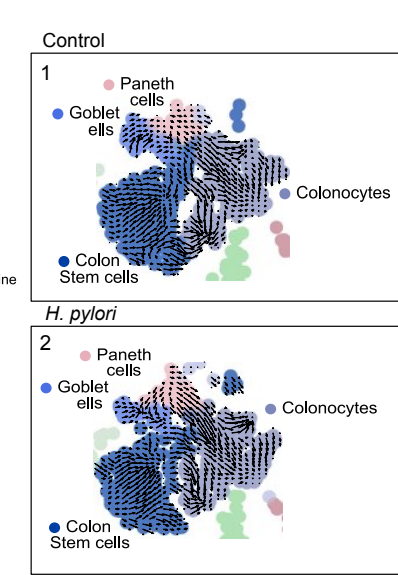 Control
1
Paneth
cells
Goblet
ells
Colonocytes
Colon
Stem cells
ine
H. pylori
2
Paneth
cells
Goblet
ells
Colonocytes
Colon
Stem cells